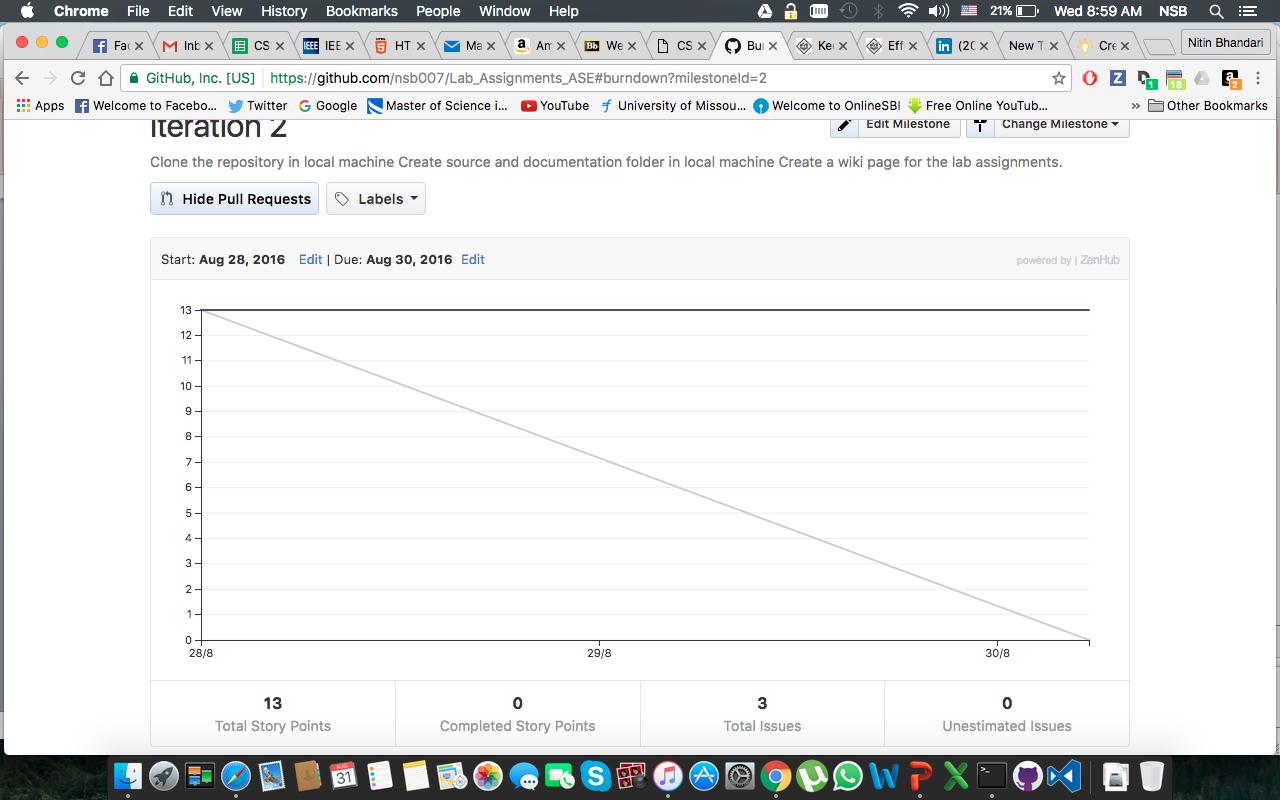 Chrome File Edit View History Bookmarks People Window Help 21% Wed 8:59 AM NSB
Fac Inb CS IEE HT Ma Am We CS Bur Kee Eff (20 New T Cre Nitin Bhandari
GitHub, Inc. [US] https://github.com/nsb007/Lab_Assignments_ASE#burndown?milestoneId=2 1 18 2
Apps Welcome to Facebo... Twitter Google Master of Science i... YouTube University of Missou... Welcome to OnlineSBI Free Online YouTub... » Other Bookmarks
Iteration 2 Edit Milestone Change Milestone
Clone the repository in local machine Create source and documentation folder in local machine Create a wiki page for the lab assignments.
Hide Pull Requests Labels
Start: Aug 28, 2016 Edit | Due: Aug 30, 2016 Edit powered by | ZenHub
13
12
11
10
9
8
7
6
5
4
3
2
1
0
28/8 29/8 30/8
13 0 3 0
Total Story Points Completed Story Points Total Issues Unestimated Issues
AUG
31